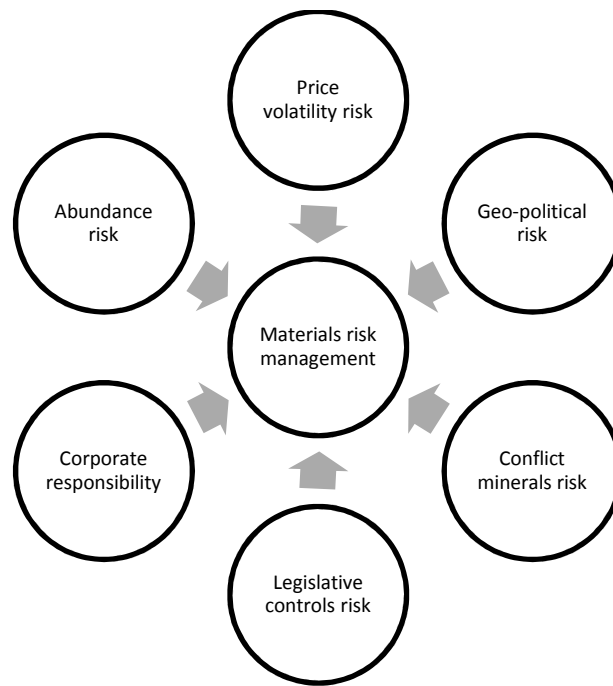 Price
volatility risk
Abundance
risk
Geo-political
risk
Materials risk
management
Corporate
responsibility
Conflict
minerals risk
Legislative
controls risk